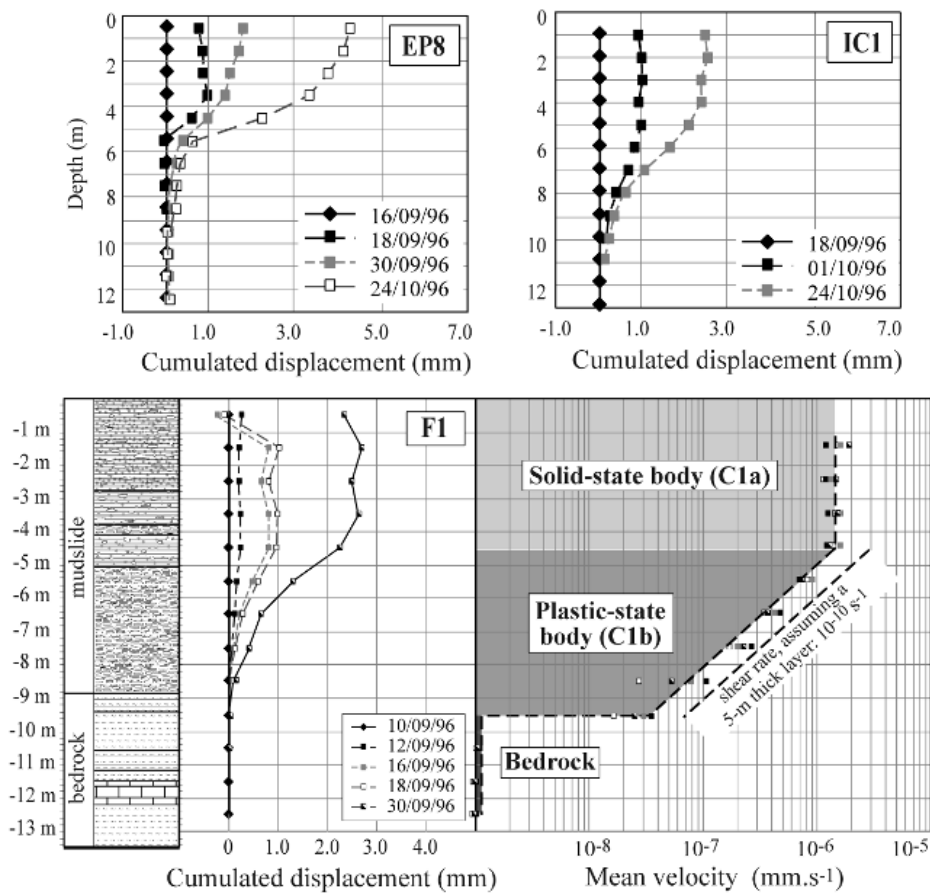 EP8
0
2
4
6
8
10
12
Depth (m)
16/09/96
18/09/96
30/09/96
24/10/96
-1.0
1.0
3.0
5.0
7.0
Cumulated displacement (mm)
IC1
0
2
4
6
8
10
12
18/09/96
01/10/96
24/10/96
-1.0
1.0
3.0
5.0
7.0
Cumulated displacement (mm)
mudslide
bedrock
-1 m
-2 m
-3 m
-4 m
-5 m
-6 m
-7 m
-8 m
-9 m
-10 m
-11 m
-12 m
-13 m
F1
10/09/96
12/09/96
16/09/96
18/09/96
30/09/96
0
1.0
2.0
3.0
4.0
Cumulated displacement (mm)
Solid-state body (C1a)
Plastic-state
body (C1b)
shear rate, assuming a
5-m thick layer: 10-10 s-1
Bedrock
10-8
10-7
10-6
10-5
Mean velocity (mm.s-1)